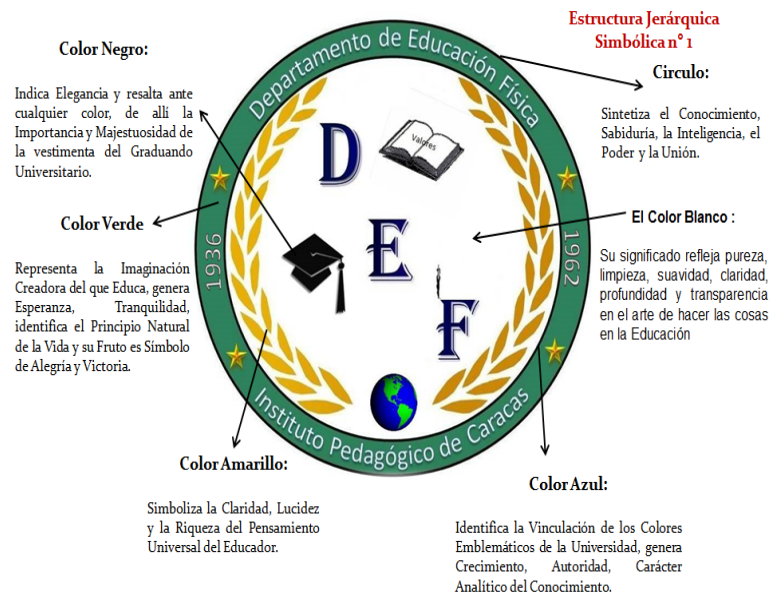 Estructura Jerárquica
Simbólica n° 1
Color Negro:
Indica Elegancia y resalta ante
cualquier color, de allí la
Importancia y Majestuosidad de
la vestimenta del Graduando
Universitario.
Color Verde
Representa la Imaginación
Creadora del que Educa, genera
Esperanza, Tranquilidad,
identifica el Principio Natural
de la Vida y su Fruto es Símbolo
de Alegría y Victoria.
Departamento de Educación Física
1936
1962
Instituto Pedagógico de Caracas
D
Valores
E
F
Circulo:
Sintetiza el Conocimiento,
Sabiduría, la Inteligencia, el
Poder y la Unión.
El Color Blanco :
Su significado refleja pureza,
limpieza, suavidad, claridad,
profundidad y transparencia
en el arte de hacer las cosas
en la Educación
Color Amarillo:
Simboliza la Claridad, Lucidez
y la Riqueza del Pensamiento
Universal del Educador.
Color Azul:
Identifica la Vinculación de los Colores
Emblemáticos de la Universidad, genera
Crecimiento, Autoridad, Carácter
Analítico del Conocimiento.